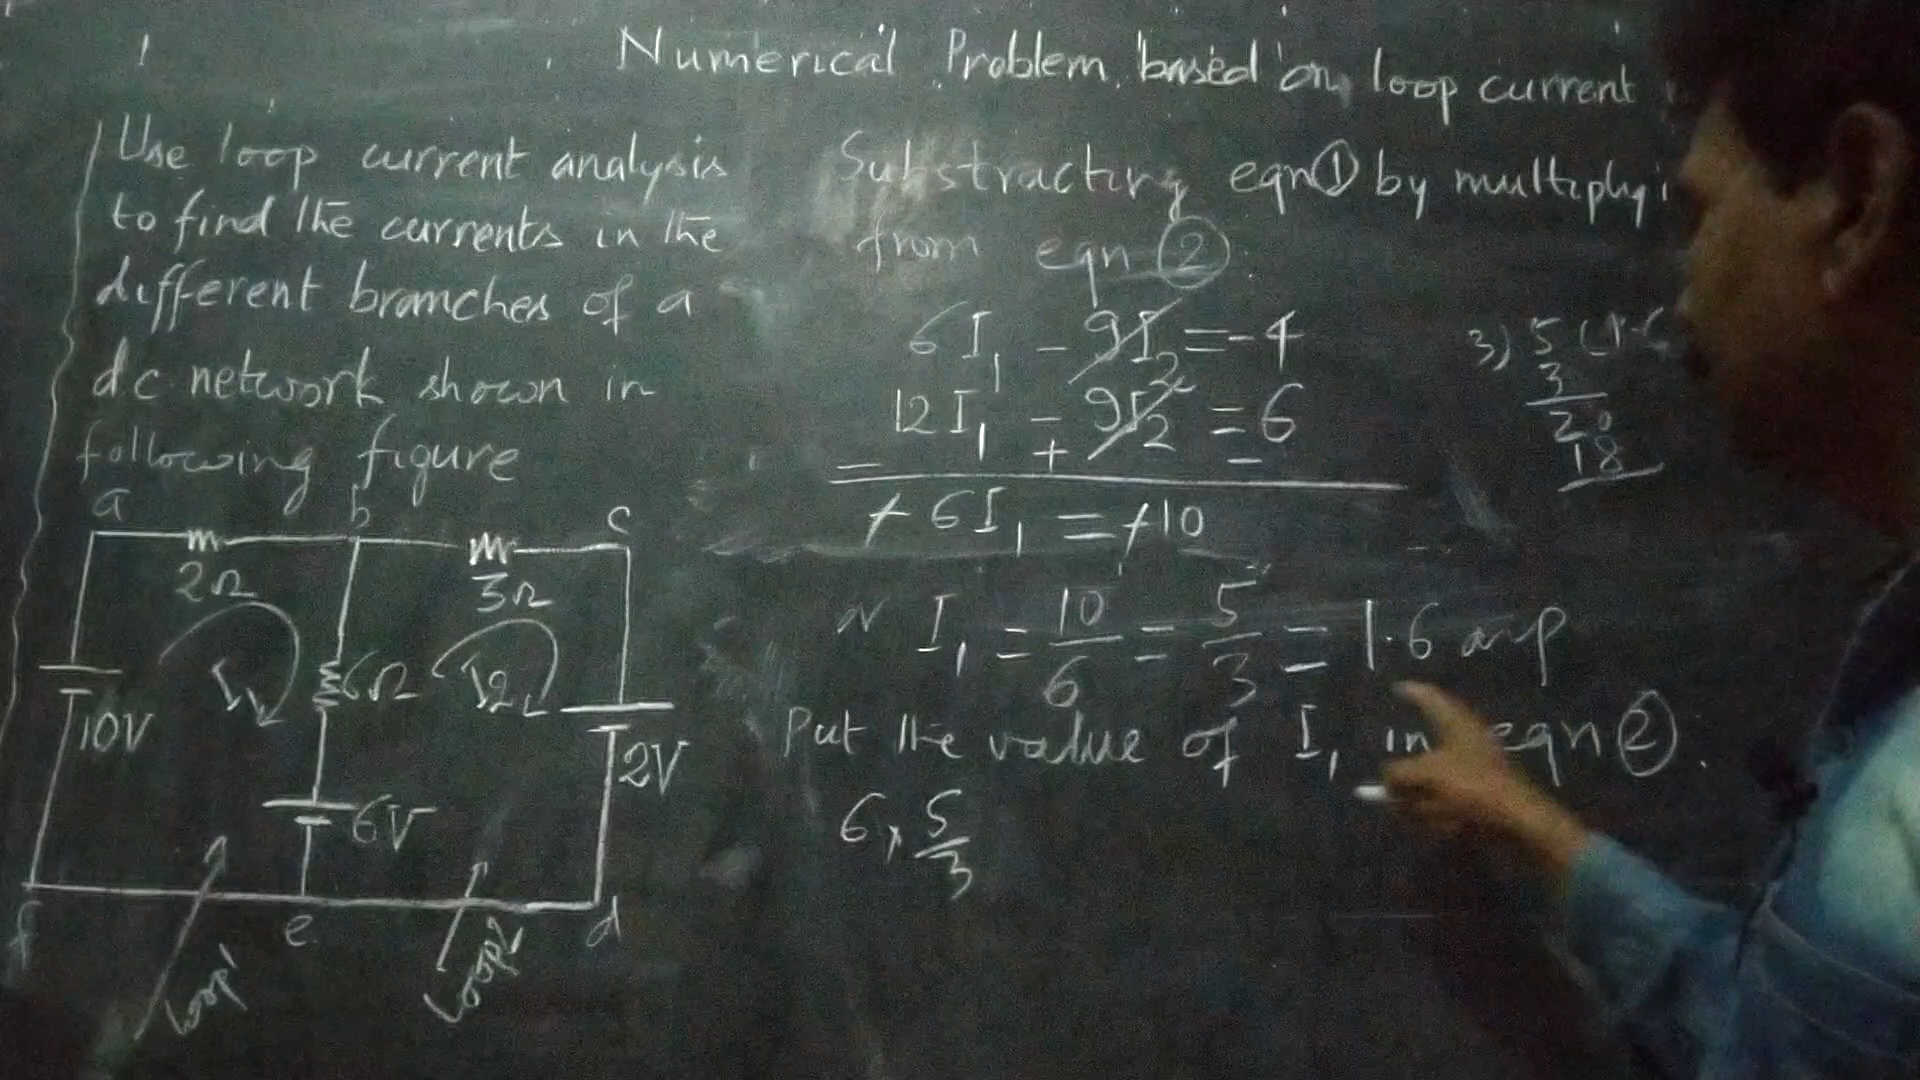 Numerical Problem based on loop current
Use loop current analysis
to find the currents in the
different branches of a
d.c network shown in
following figure
a b c
2Ω 3Ω
I1 6Ω I2
10V 2V
6V
f e d
Loop1 Loop2
Substracting eqn① by multiplyi
from eqn ②
6I1 - 9I2 = -4
12I1 - 9I2 = 6
- + -
-6I1 = -10
I1 = 10/6 = 5/3 = 1.6 amp
Put the value of I1 in eqn ②.
6 × 5/3
3) 5 (1.6
3
20
18